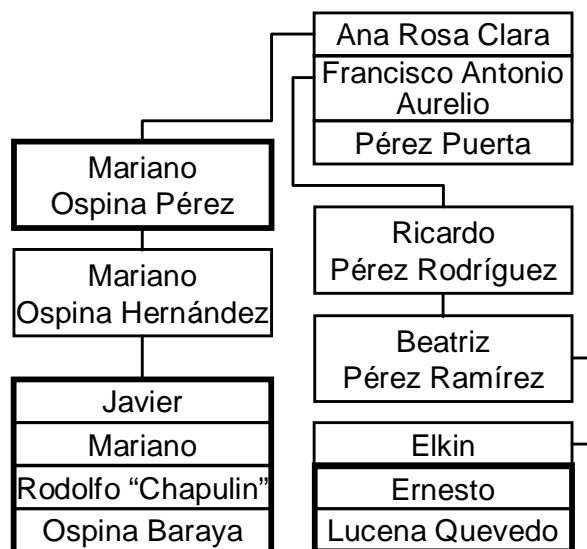 Ana Rosa Clara
Francisco Antonio
Aurelio
Pérez Puerta
Mariano
Ospina Pérez
Ricardo
Pérez Rodríguez
Mariano
Ospina Hernández
Beatriz
Pérez Ramírez
Javier
Mariano
Rodolfo “Chapulin”
Ospina Baraya
Elkin
Ernesto
Lucena Quevedo